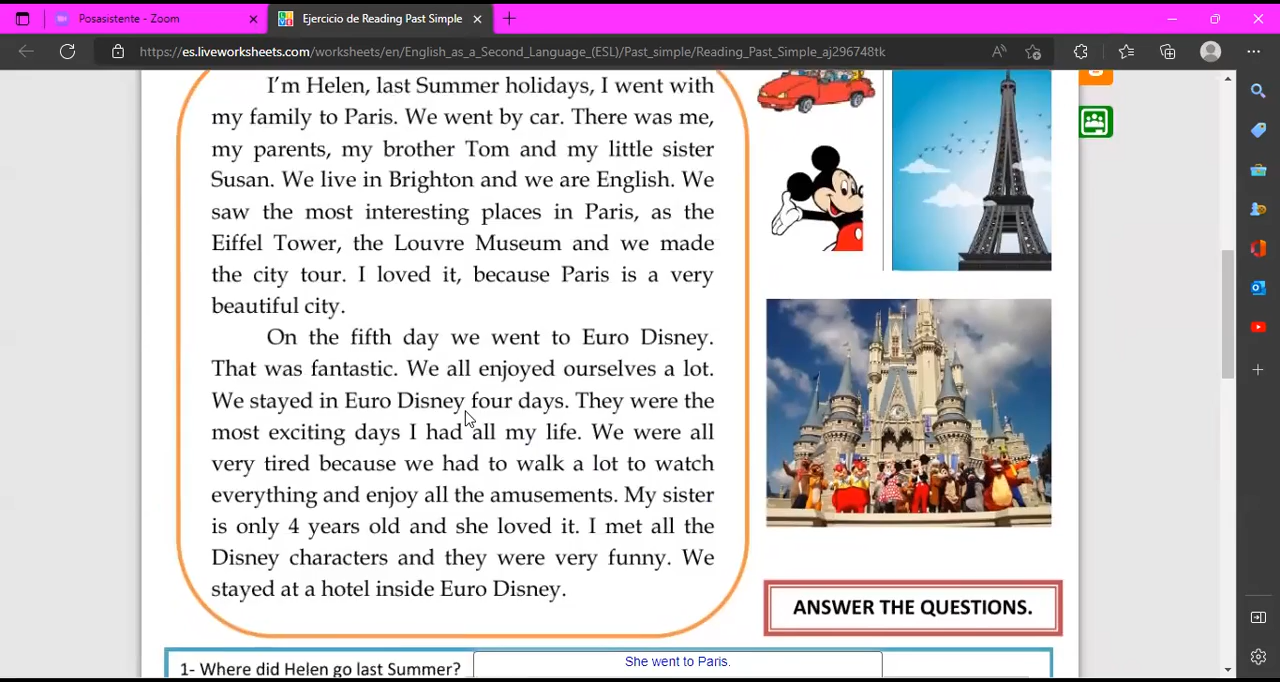 Posasistente - Zoom
Ejercicio de Reading Past Simple
https://es.liveworksheets.com/worksheets/en/English_as_a_Second_Language_(ESL)/Past_simple/Reading_Past_Simple_aj296748tk
I'm Helen, last Summer holidays, I went with
my family to Paris. We went by car. There was me,
my parents, my brother Tom and my little sister
Susan. We live in Brighton and we are English. We
saw the most interesting places in Paris, as the
Eiffel Tower, the Louvre Museum and we made
the city tour. I loved it, because Paris is a very
beautiful city.
On the fifth day we went to Euro Disney.
That was fantastic. We all enjoyed ourselves a lot.
We stayed in Euro Disney four days. They were the
most exciting days I had all my life. We were all
very tired because we had to walk a lot to watch
everything and enjoy all the amusements. My sister
is only 4 years old and she loved it. I met all the
Disney characters and they were very funny. We
stayed at a hotel inside Euro Disney.
ANSWER THE QUESTIONS.
1- Where did Helen go last Summer?
She went to Paris.